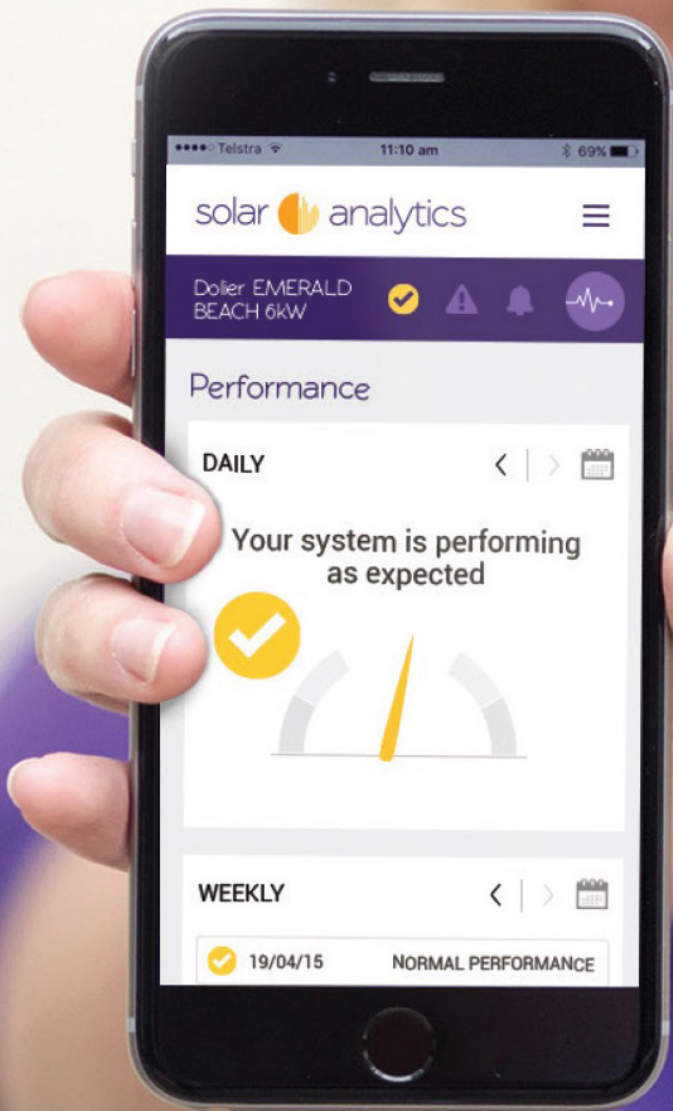 Telstra 11:10 am 69%
solar analytics
Dolier EMERALD
BEACH 6kW
Performance
DAILY
Your system is performing
as expected
WEEKLY
19/04/15 NORMAL PERFORMANCE